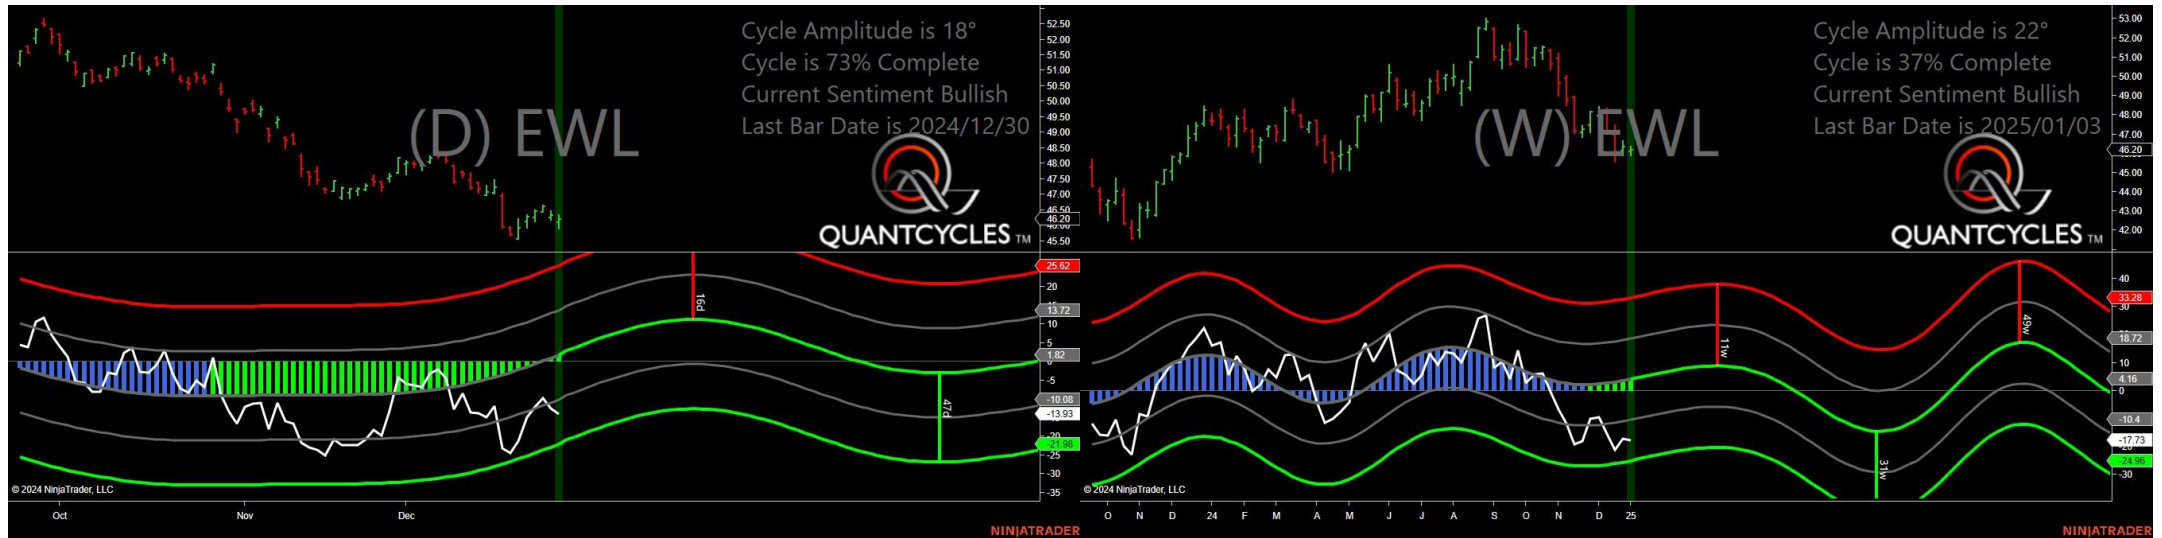 Cycle Amplitude is 18°
Cycle is 73% Complete
Current Sentiment Bullish
Last Bar Date is 2024/12/30
(D) EWL
QUANTCYCLES TM
52.50
52.00
51.50
51.00
50.50
50.00
49.50
49.00
48.50
48.00
47.50
47.00
46.50
46.20
45.50
25.62
20
13.72
10
5
1.82
-5
-10.08
-13.93
-21.98
-25
-30
-35
16d
47d
© 2024 NinjaTrader, LLC
Oct
Nov
Dec
NINJATRADER
Cycle Amplitude is 22°
Cycle is 37% Complete
Current Sentiment Bullish
Last Bar Date is 2025/01/03
(W) EWL
QUANTCYCLES TM
53.00
52.00
51.00
50.00
49.00
48.00
47.00
46.20
45.00
44.00
43.00
42.00
40
33.28
30
18.72
10
4.16
0
-10.4
-17.73
-24.96
-30
11w
31w
49w
© 2024 NinjaTrader, LLC
O N D 24 F M A M J J A S O N D 25
NINJATRADER